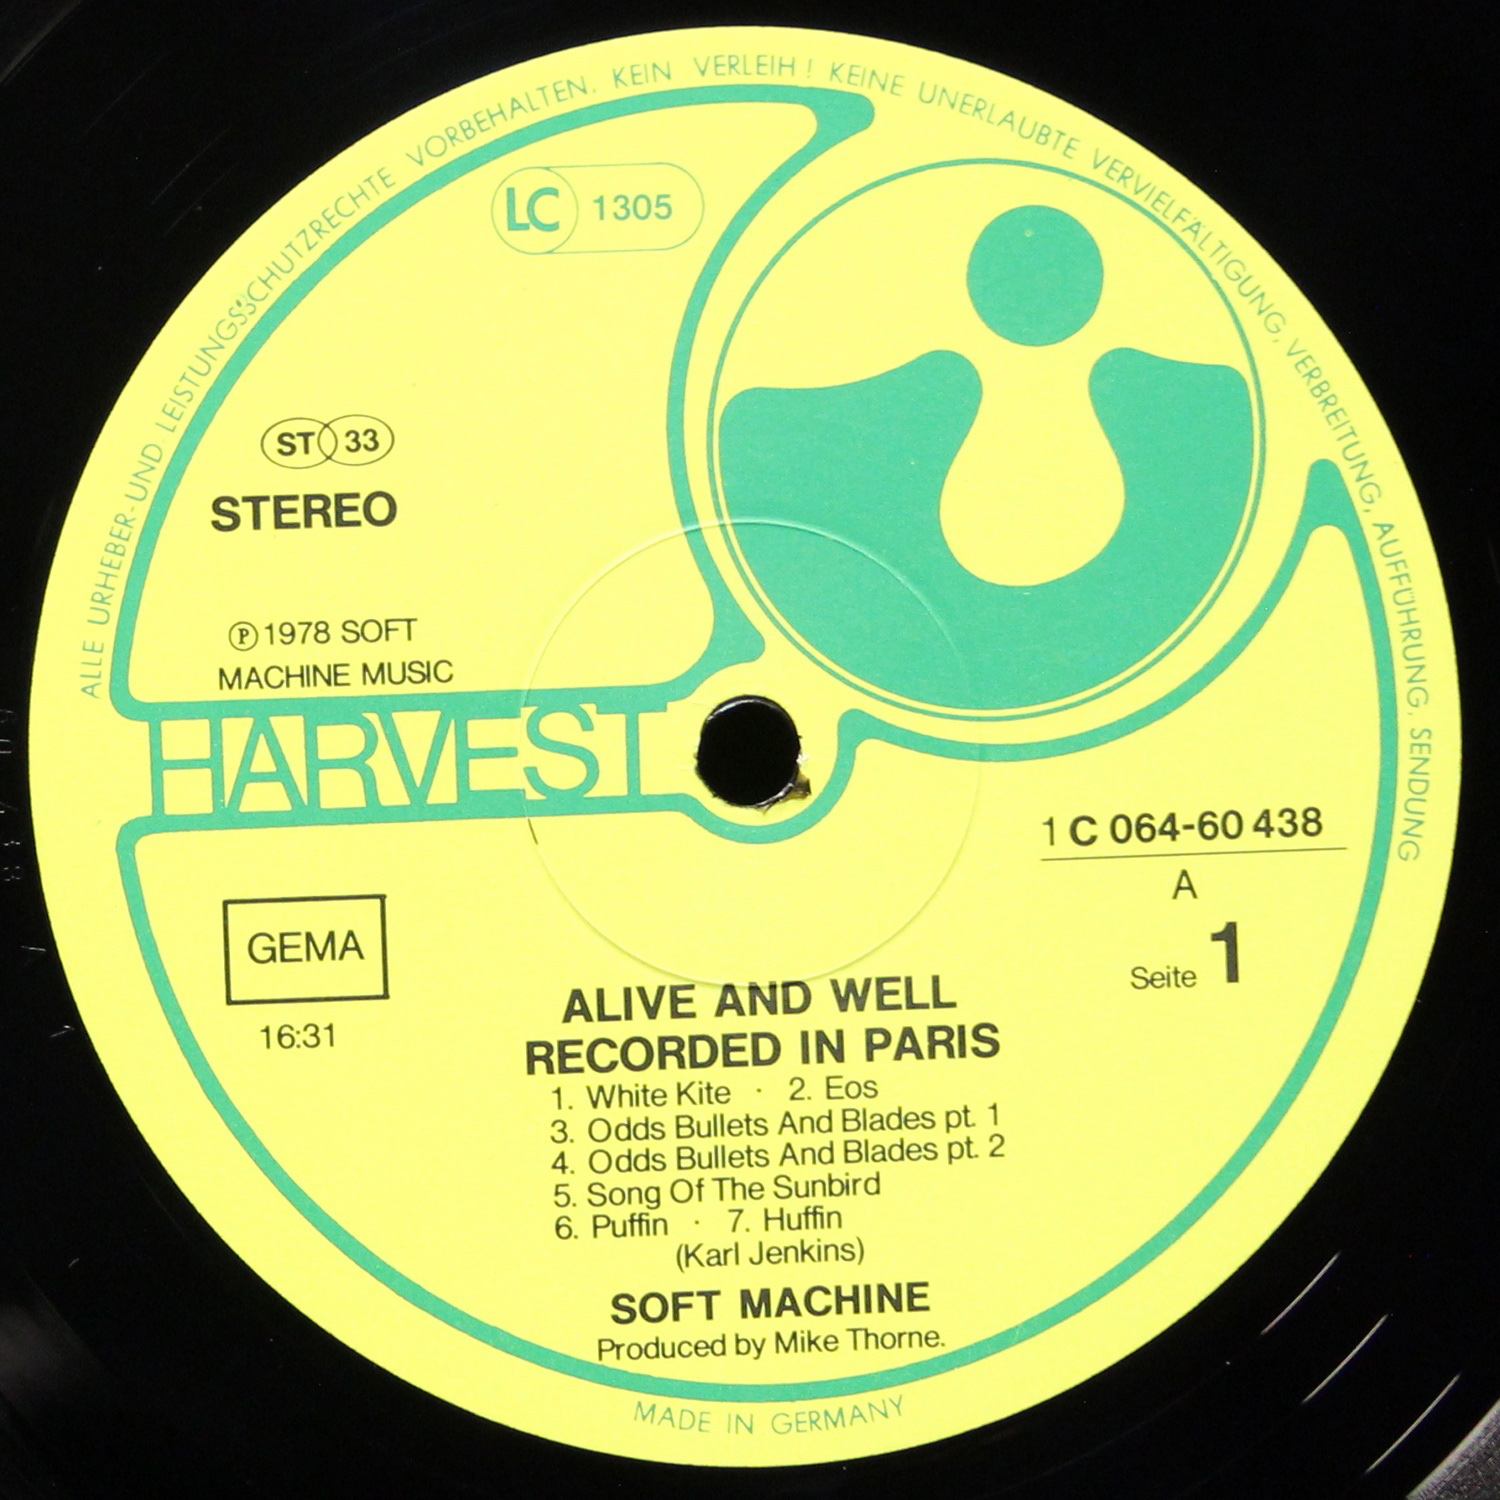 ALLE URHEBER-UND LEISTUNGSSCHUTZRECHTE VORBEHALTEN. KEIN VERLEIH! KEINE UNERLAUBTE VERVIELFÄLTIGUNG, VERBREITUNG, AUFFÜHRUNG, SENDUNG
LC 1305
ST 33
STEREO
Ⓟ 1978 SOFT
MACHINE MUSIC
HARVEST
1 C 064-60 438
A
Seite 1
GEMA
16:31
ALIVE AND WELL
RECORDED IN PARIS
1. White Kite · 2. Eos
3. Odds Bullets And Blades pt. 1
4. Odds Bullets And Blades pt. 2
5. Song Of The Sunbird
6. Puffin · 7. Huffin
(Karl Jenkins)
SOFT MACHINE
Produced by Mike Thorne.
MADE IN GERMANY